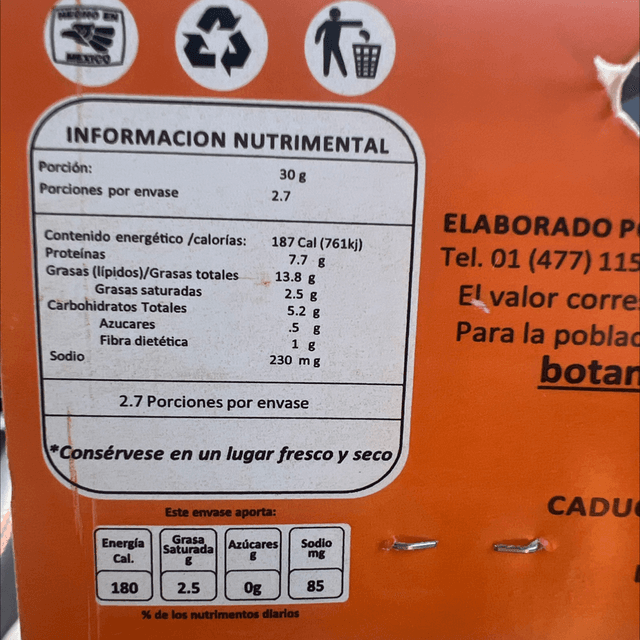 HECHO EN
MEXICO
INFORMACION NUTRIMENTAL
Porción: 30 g
Porciones por envase 2.7
Contenido energético /calorías: 187 Cal (761kj)
Proteínas 7.7 g
Grasas (lípidos)/Grasas totales 13.8 g
Grasas saturadas 2.5 g
Carbohidratos Totales 5.2 g
Azucares .5 g
Fibra dietética 1 g
Sodio 230 mg
2.7 Porciones por envase
*Consérvese en un lugar fresco y seco
Este envase aporta:
Energía Cal. 180
Grasa Saturada g 2.5
Azúcares g 0g
Sodio mg 85
% de los nutrimentos diarios
ELABORADO P
Tel. 01 (477) 115
El valor corre
Para la poblac
botan
CADU